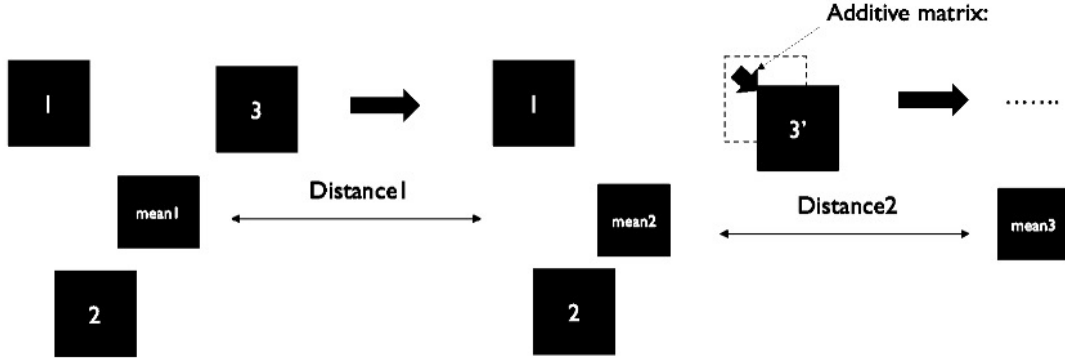 Additive matrix:
1
3
1
3'
.......
mean1
Distance1
mean2
Distance2
mean3
2
2